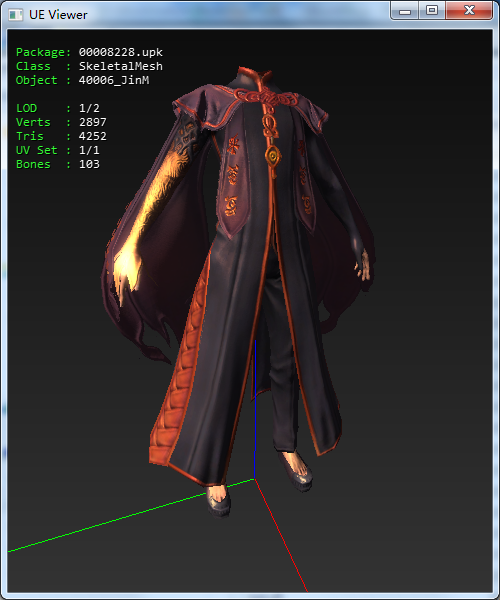 UE Viewer
Package: 00008228.upk
Class : SkeletalMesh
Object : 40006_JinM
LOD : 1/2
Verts : 2897
Tris : 4252
UV Set : 1/1
Bones : 103